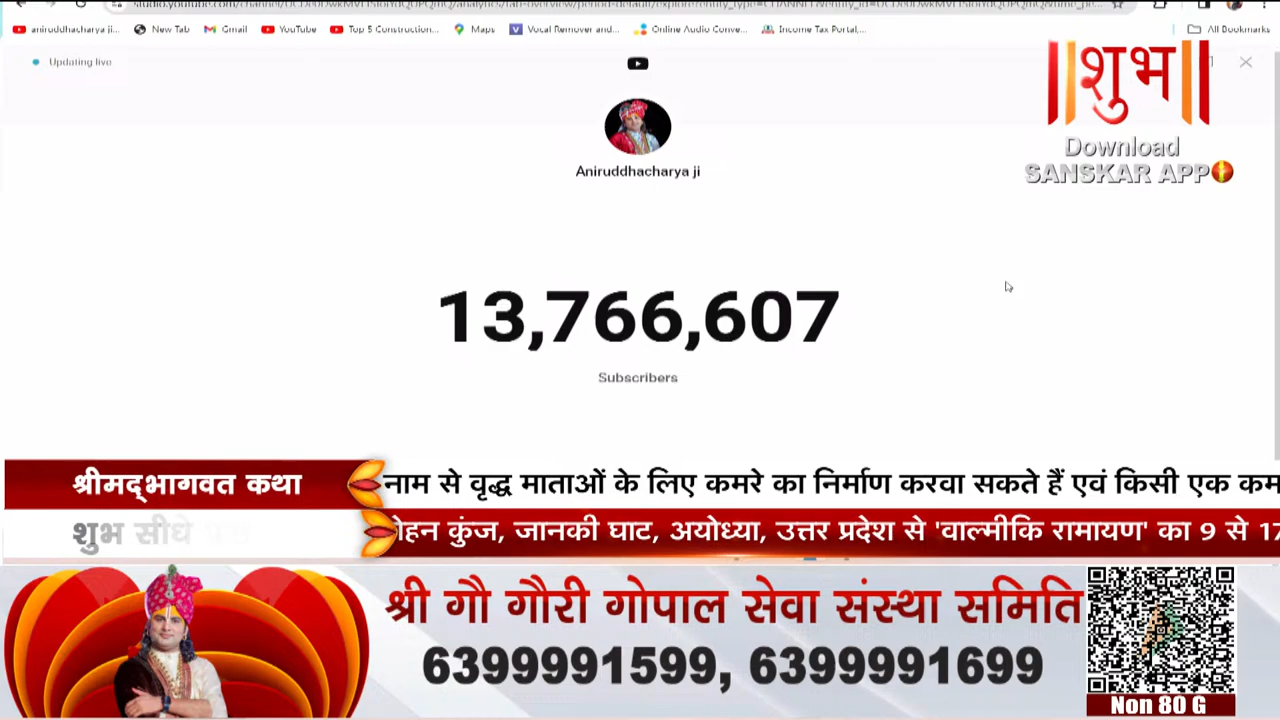 aniruddhacharya ji...
New Tab
Gmail
YouTube
Top 5 Construction...
Maps
Vocal Remover and...
Online Audio Conve...
Income Tax Portal,...
All Bookmarks
Updating live
||शुभ||
Download
SANSKAR APP
Aniruddhacharya ji
13,766,607
Subscribers
श्रीमद्भागवत कथा
नाम से वृद्ध माताओं के लिए कमरे का निर्माण करवा सकते हैं एवं किसी एक कम
शुभ सीधे
हन कुंज, जानकी घाट, अयोध्या, उत्तर प्रदेश से 'वाल्मीकि रामायण' का 9 से 17
श्री गौ गौरी गोपाल सेवा संस्था समिति
6399991599, 6399991699
Non 80 G